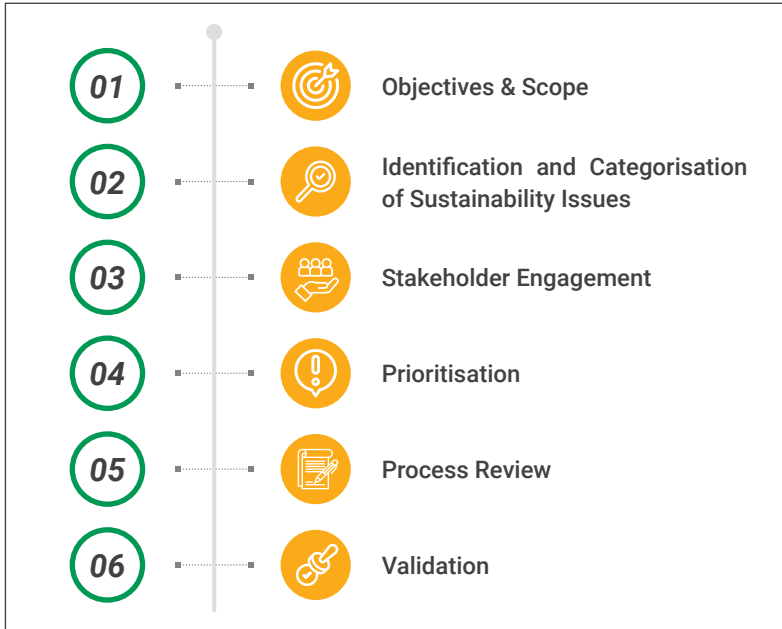 01
Objectives & Scope
02
Identification and Categorisation
of Sustainability Issues
03
Stakeholder Engagement
04
Prioritisation
05
Process Review
06
Validation